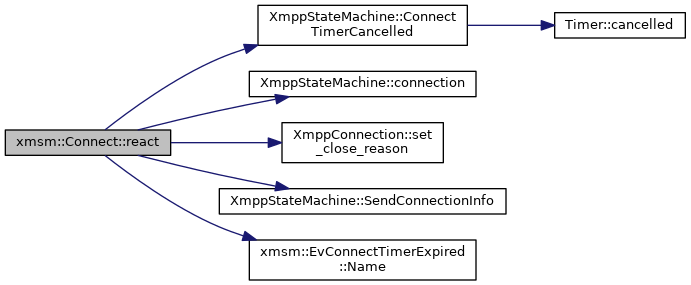 xmsm::Connect::react
XmppStateMachine::Connect
TimerCancelled
Timer::cancelled
XmppStateMachine::connection
XmppConnection::set
_close_reason
XmppStateMachine::SendConnectionInfo
xmsm::EvConnectTimerExpired
::Name